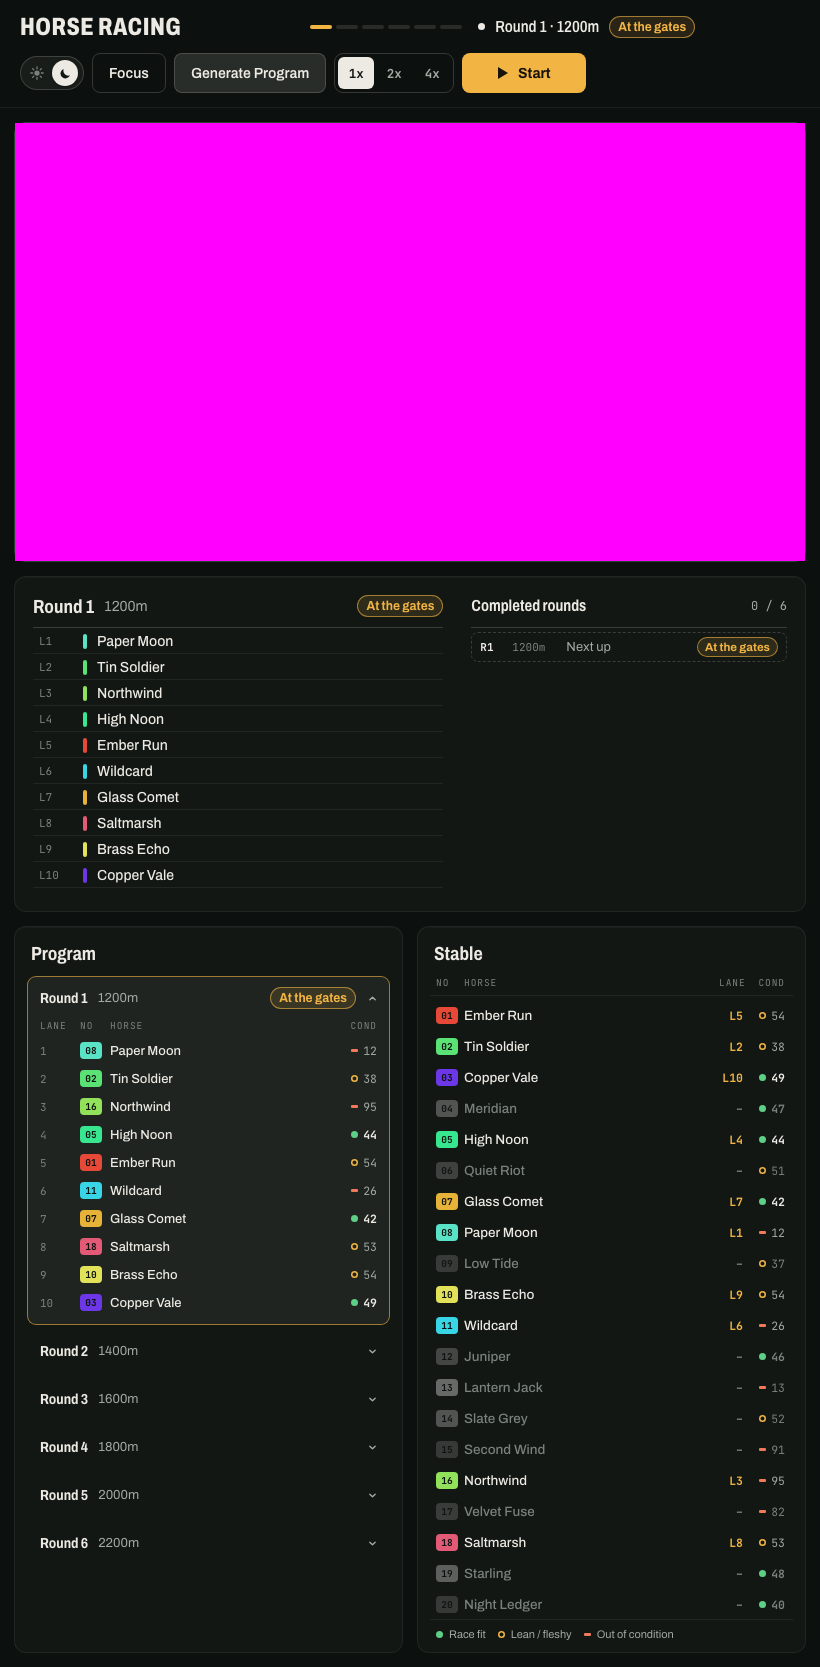 HORSE RACING
Round 1 · 1200m At the gates
Focus Generate Program 1x 2x 4x Start
Round 1 1200m At the gates
L1 Paper Moon
L2 Tin Soldier
L3 Northwind
L4 High Noon
L5 Ember Run
L6 Wildcard
L7 Glass Comet
L8 Saltmarsh
L9 Brass Echo
L10 Copper Vale
Completed rounds 0 / 6
R1 1200m Next up At the gates
Program
Round 1 1200m At the gates
LANE NO HORSE COND
1 08 Paper Moon 12
2 02 Tin Soldier 38
3 16 Northwind 95
4 05 High Noon 44
5 01 Ember Run 54
6 11 Wildcard 26
7 07 Glass Comet 42
8 18 Saltmarsh 53
9 10 Brass Echo 54
10 03 Copper Vale 49
Round 2 1400m
Round 3 1600m
Round 4 1800m
Round 5 2000m
Round 6 2200m
Stable
NO HORSE LANE COND
01 Ember Run L5 54
02 Tin Soldier L2 38
03 Copper Vale L10 49
04 Meridian – 47
05 High Noon L4 44
06 Quiet Riot – 51
07 Glass Comet L7 42
08 Paper Moon L1 12
09 Low Tide – 37
10 Brass Echo L9 54
11 Wildcard L6 26
12 Juniper – 46
13 Lantern Jack – 13
14 Slate Grey – 52
15 Second Wind – 91
16 Northwind L3 95
17 Velvet Fuse – 82
18 Saltmarsh L8 53
19 Starling – 48
20 Night Ledger – 40
Race fit Lean / fleshy Out of condition